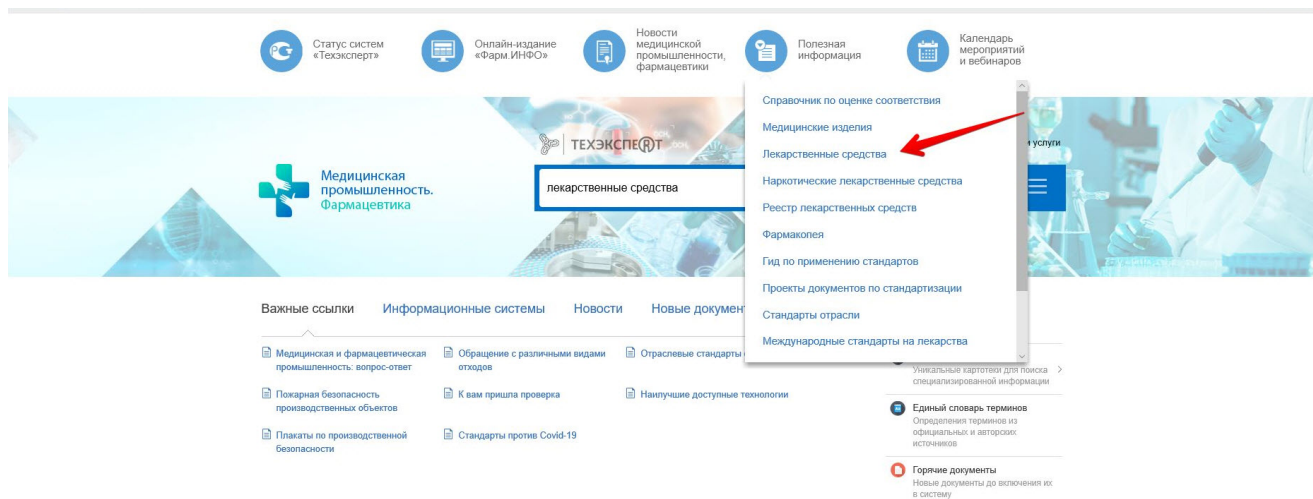 Статус систем
«Техэксперт»
Онлайн-издание
«Фарм.ИНФО»
Новости
медицинской
промышленности,
фармацевтики
Полезная
информация
Календарь
мероприятий
и вебинаров
Справочник по оценке соответствия
Медицинские изделия
Лекарственные средства
Наркотические лекарственные средства
Реестр лекарственных средств
Фармакопея
Гид по применению стандартов
Проекты документов по стандартизации
Стандарты отрасли
Международные стандарты на лекарства
ТЕХЭКСПЕRТ
и услуги
Медицинская
промышленность.
Фармацевтика
лекарственные средства
Важные ссылки Информационные системы Новости Новые докумен
Медицинская и фармацевтическая
промышленность: вопрос-ответ
Обращение с различными видами
отходов
Отраслевые стандарты
Пожарная безопасность
производственных объектов
К вам пришла проверка
Наилучшие доступные технологии
Плакаты по производственной
безопасности
Стандарты против Covid-19
Уникальные картотеки для поиска
специализированной информации
Единый словарь терминов
Определения терминов из
официальных и авторских
источников
Горячие документы
Новые документы до включения их
в систему